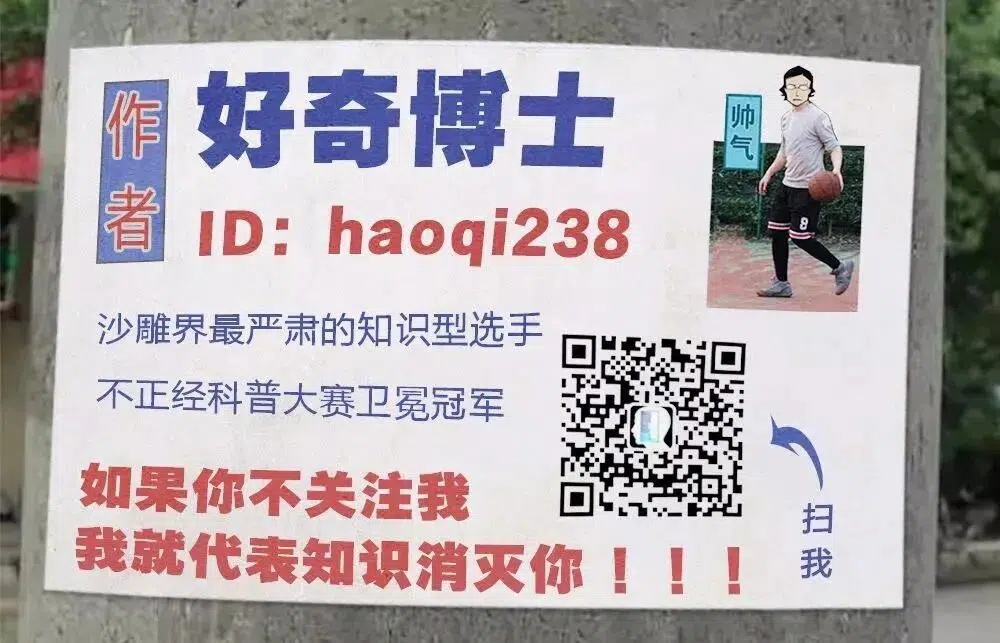 作者
好奇博士
ID：haoqi238
帅气
沙雕界最严肃的知识型选手
不正经科普大赛卫冕冠军
如果你不关注我
我就代表知识消灭你！！！
扫我
8